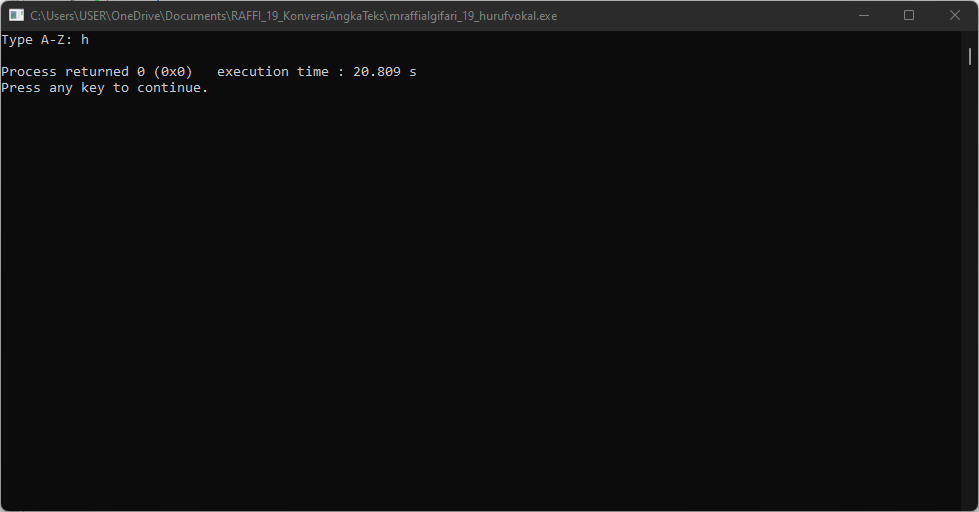 C:\Users\USER\OneDrive\Documents\RAFFI_19_KonversiAngkaTeks\mraffialgifari_19_hurufvokal.exe
Type A-Z: h
Process returned 0 (0x0)   execution time : 20.809 s
Press any key to continue.